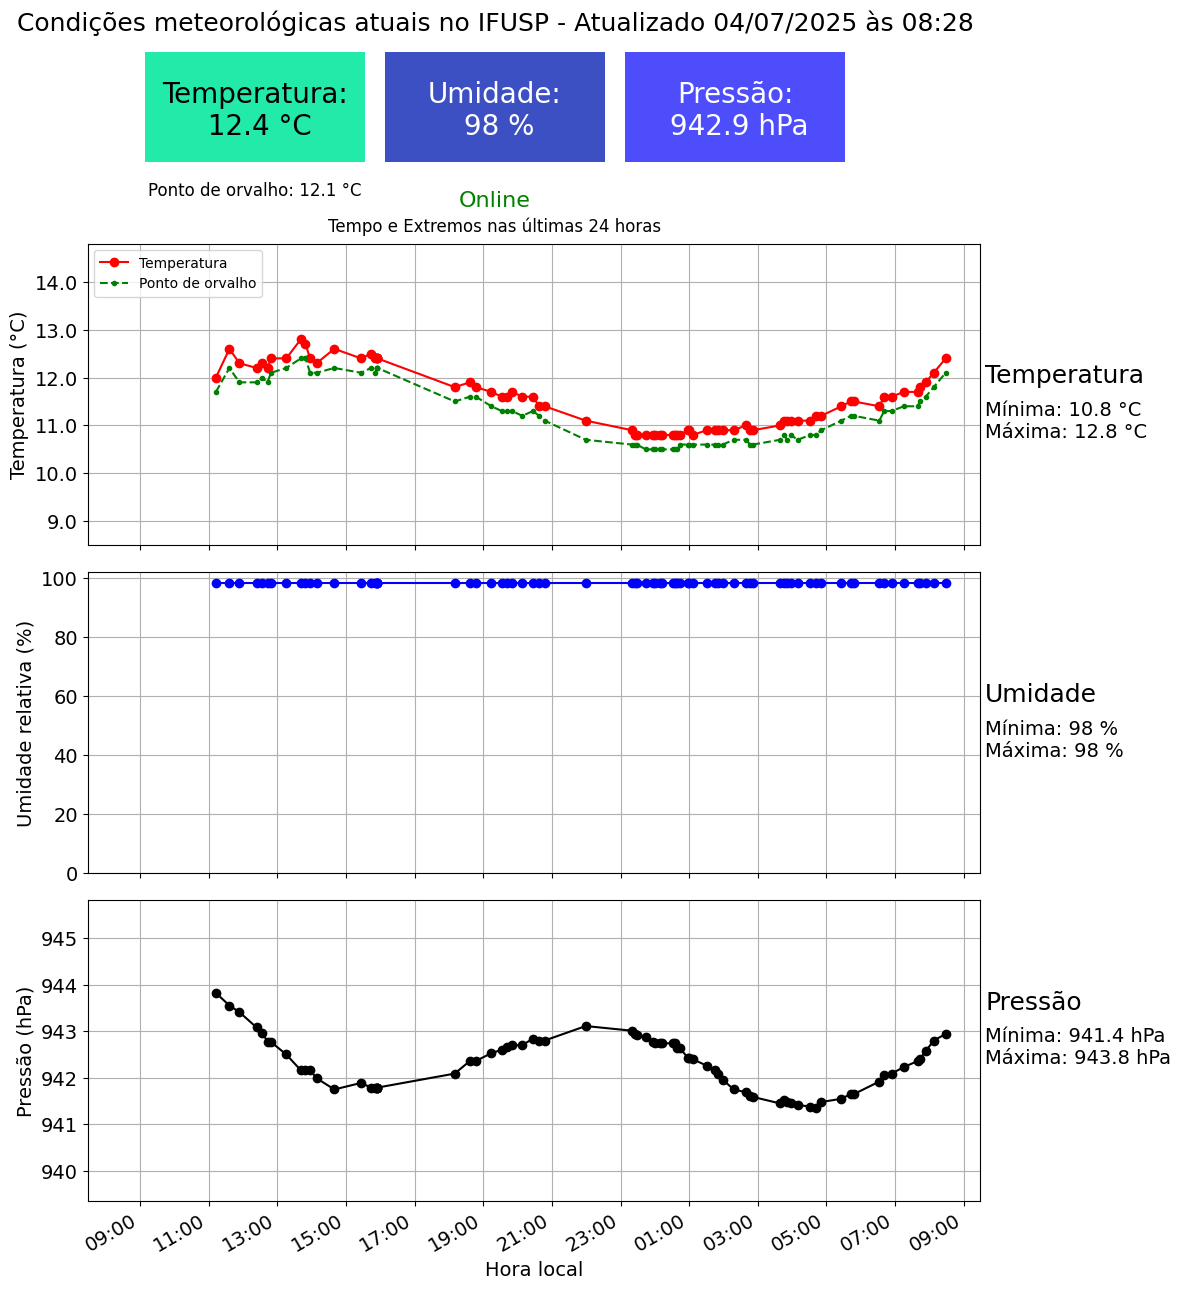 Condições meteorológicas atuais no IFUSP - Atualizado 04/07/2025 às 08:28
Temperatura:
12.4 °C
Umidade:
98 %
Pressão:
942.9 hPa
Ponto de orvalho: 12.1 °C
Online
Tempo e Extremos nas últimas 24 horas
Temperatura
Ponto de orvalho
Temperatura (°C)
14.0
13.0
12.0
11.0
10.0
9.0
Temperatura
Mínima: 10.8 °C
Máxima: 12.8 °C
Umidade relativa (%)
100
80
60
40
20
0
Umidade
Mínima: 98 %
Máxima: 98 %
Pressão (hPa)
945
944
943
942
941
940
Pressão
Mínima: 941.4 hPa
Máxima: 943.8 hPa
09:00 11:00 13:00 15:00 17:00 19:00 21:00 23:00 01:00 03:00 05:00 07:00 09:00
Hora local